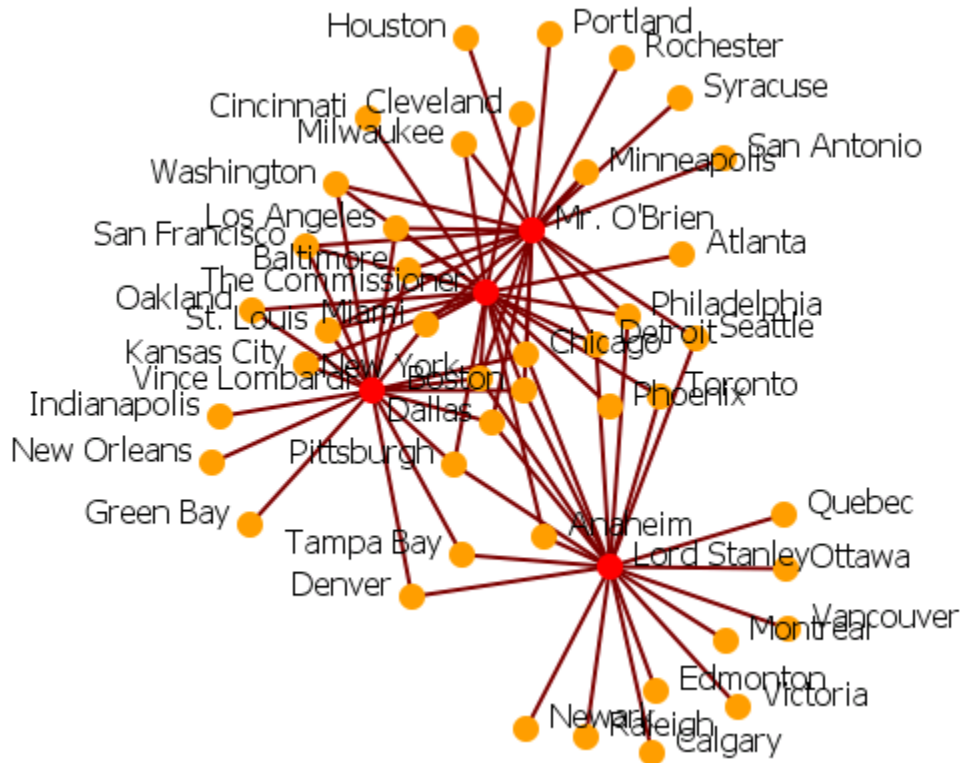 Houston
Portland
Rochester
Syracuse
Cincinnati
Cleveland
Milwaukee
San Antonio
Minneapolis
Washington
Los Angeles
Mr. O'Brien
San Francisco
Atlanta
Baltimore
The Commissioner
Oakland
Philadelphia
St. Louis
Miami
Detroit
Seattle
Chicago
Kansas City
New York
Vince Lombardi
Boston
Toronto
Phoenix
Indianapolis
Dallas
New Orleans
Pittsburgh
Green Bay
Quebec
Anaheim
Tampa Bay
Lord Stanley
Ottawa
Denver
Vancouver
Montreal
Edmonton
Victoria
Newark
Raleigh
Calgary